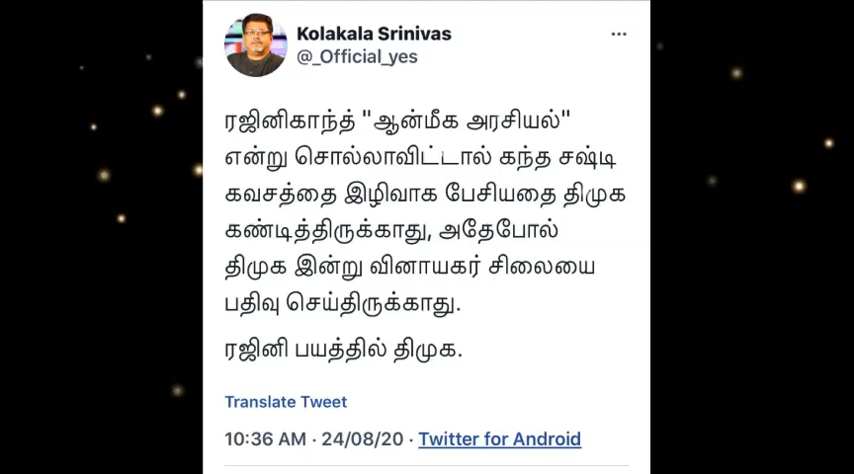 Kolakala Srinivas
@_Official_yes
ரஜினிகாந்த் "ஆன்மீக அரசியல்"
என்று சொல்லாவிட்டால் கந்த சஷ்டி
கவசத்தை இழிவாக பேசியதை திமுக
கண்டித்திருக்காது, அதேபோல்
திமுக இன்று வினாயகர் சிலையை
பதிவு செய்திருக்காது.
ரஜினி பயத்தில் திமுக.
Translate Tweet
10:36 AM · 24/08/20 · Twitter for Android